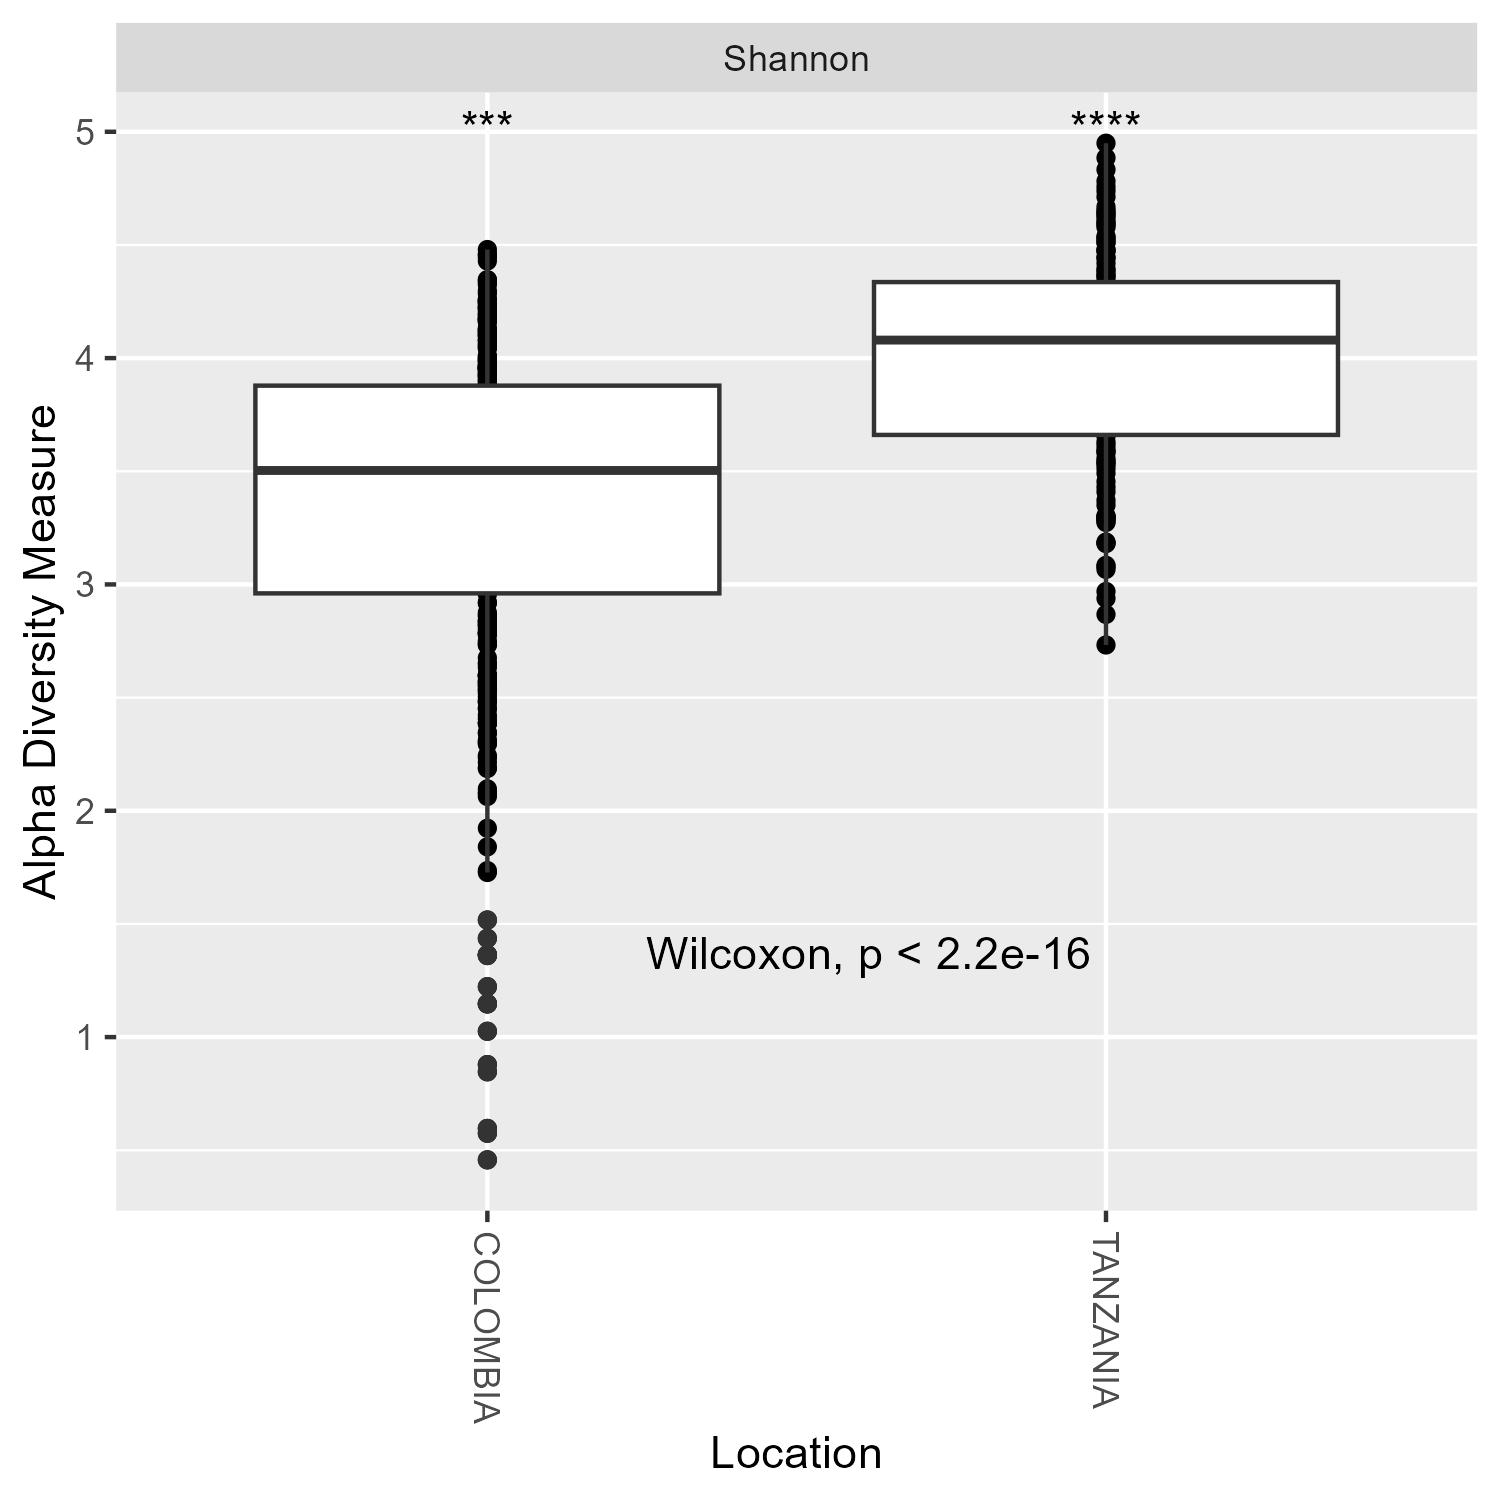 Shannon
***
****
5
4
3
2
1
Alpha Diversity Measure
Wilcoxon, p < 2.2e-16
COLOMBIA
TANZANIA
Location